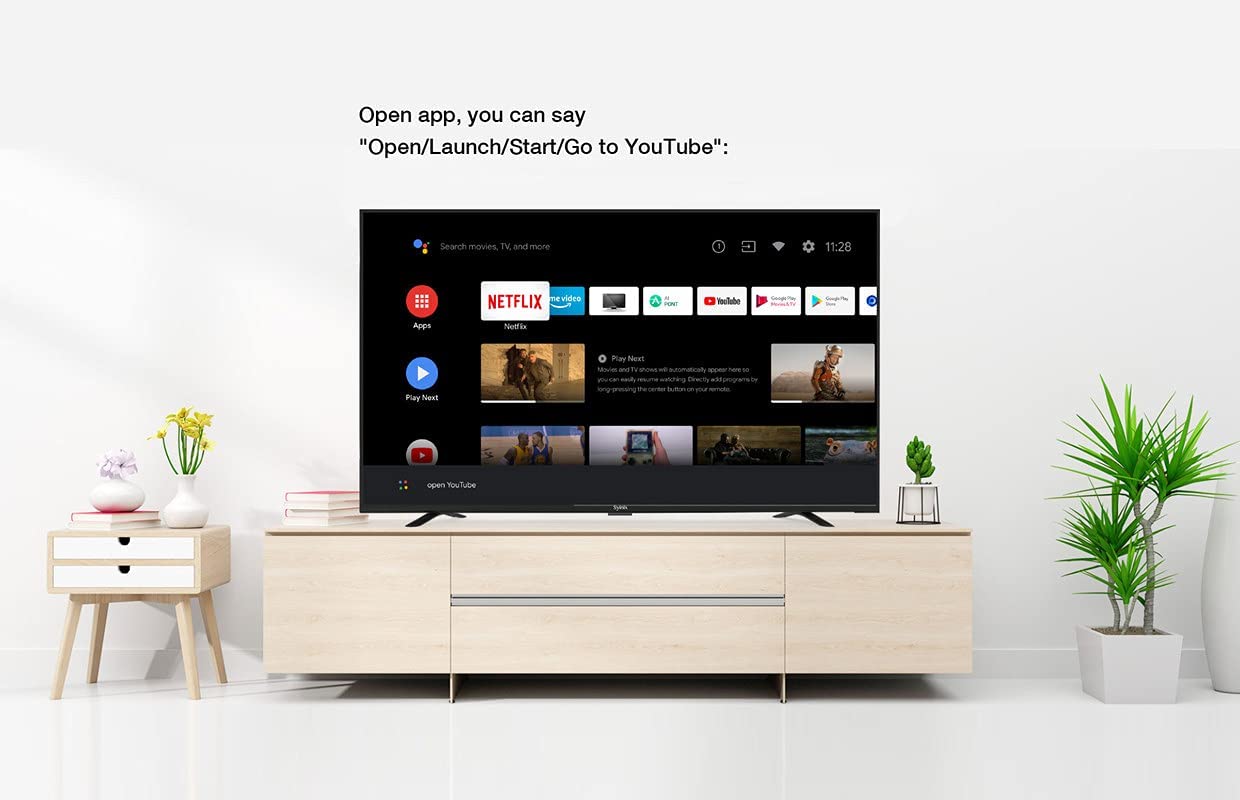 Open app, you can say
"Open/Launch/Start/Go to YouTube":
Search movies, TV, and more
11:28
NETFLIX
me video
AI
PONT
YouTube
Google Play
Movies & TV
Google Play
Store
Apps
Netflix
Play Next
Movies and TV shows will automatically appear here so
you can easily resume watching. Directly add programs by
long-pressing the center button on your remote.
Play Next
open YouTube
Syinix